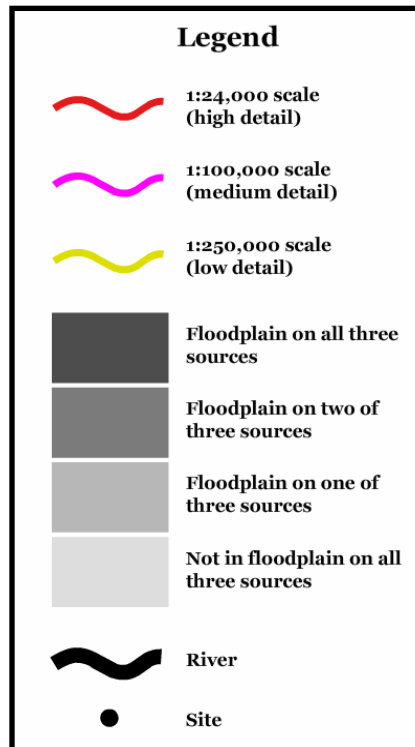 Legend
1:24,000 scale
(high detail)
1:100,000 scale
(medium detail)
1:250,000 scale
(low detail)
Floodplain on all three
sources
Floodplain on two of
three sources
Floodplain on one of
three sources
Not in floodplain on all
three sources
River
Site